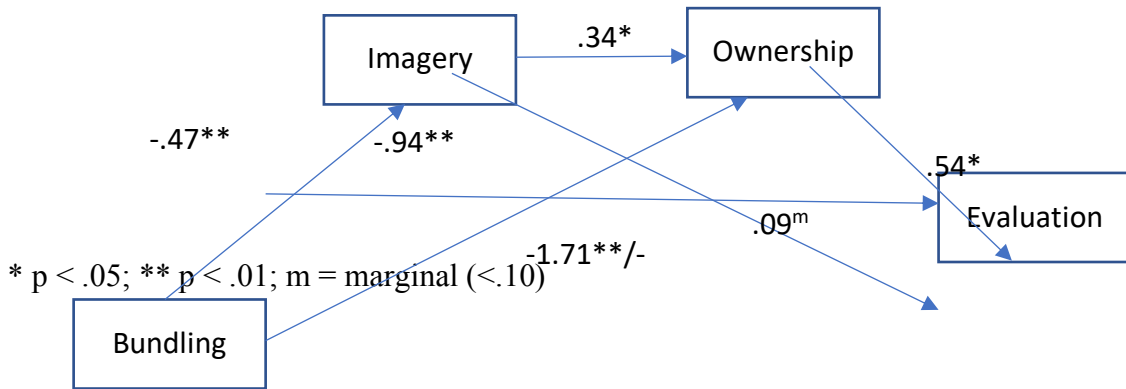 .34*
Imagery
Ownership
-.47**
-.94**
.54*
Evaluation
.09ᵐ
-1.71**/-
* p < .05; ** p < .01; m = marginal (<.10)
Bundling